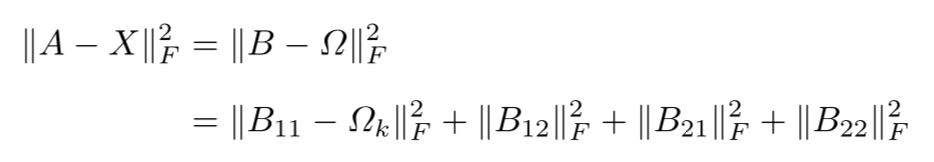 ‖A − X‖²_F = ‖B − Ω‖²_F
= ‖B₁₁ − Ω_k‖²_F + ‖B₁₂‖²_F + ‖B₂₁‖²_F + ‖B₂₂‖²_F